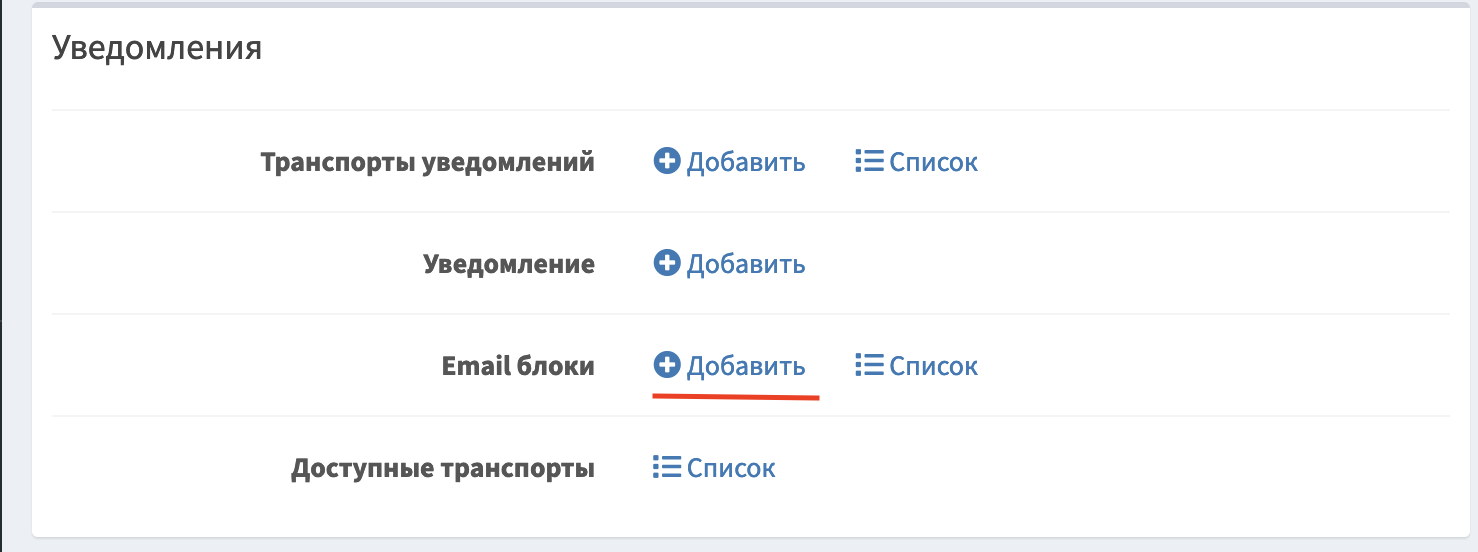 Уведомления
Транспорты уведомлений Добавить Список
Уведомление Добавить
Email блоки Добавить Список
Доступные транспорты Список